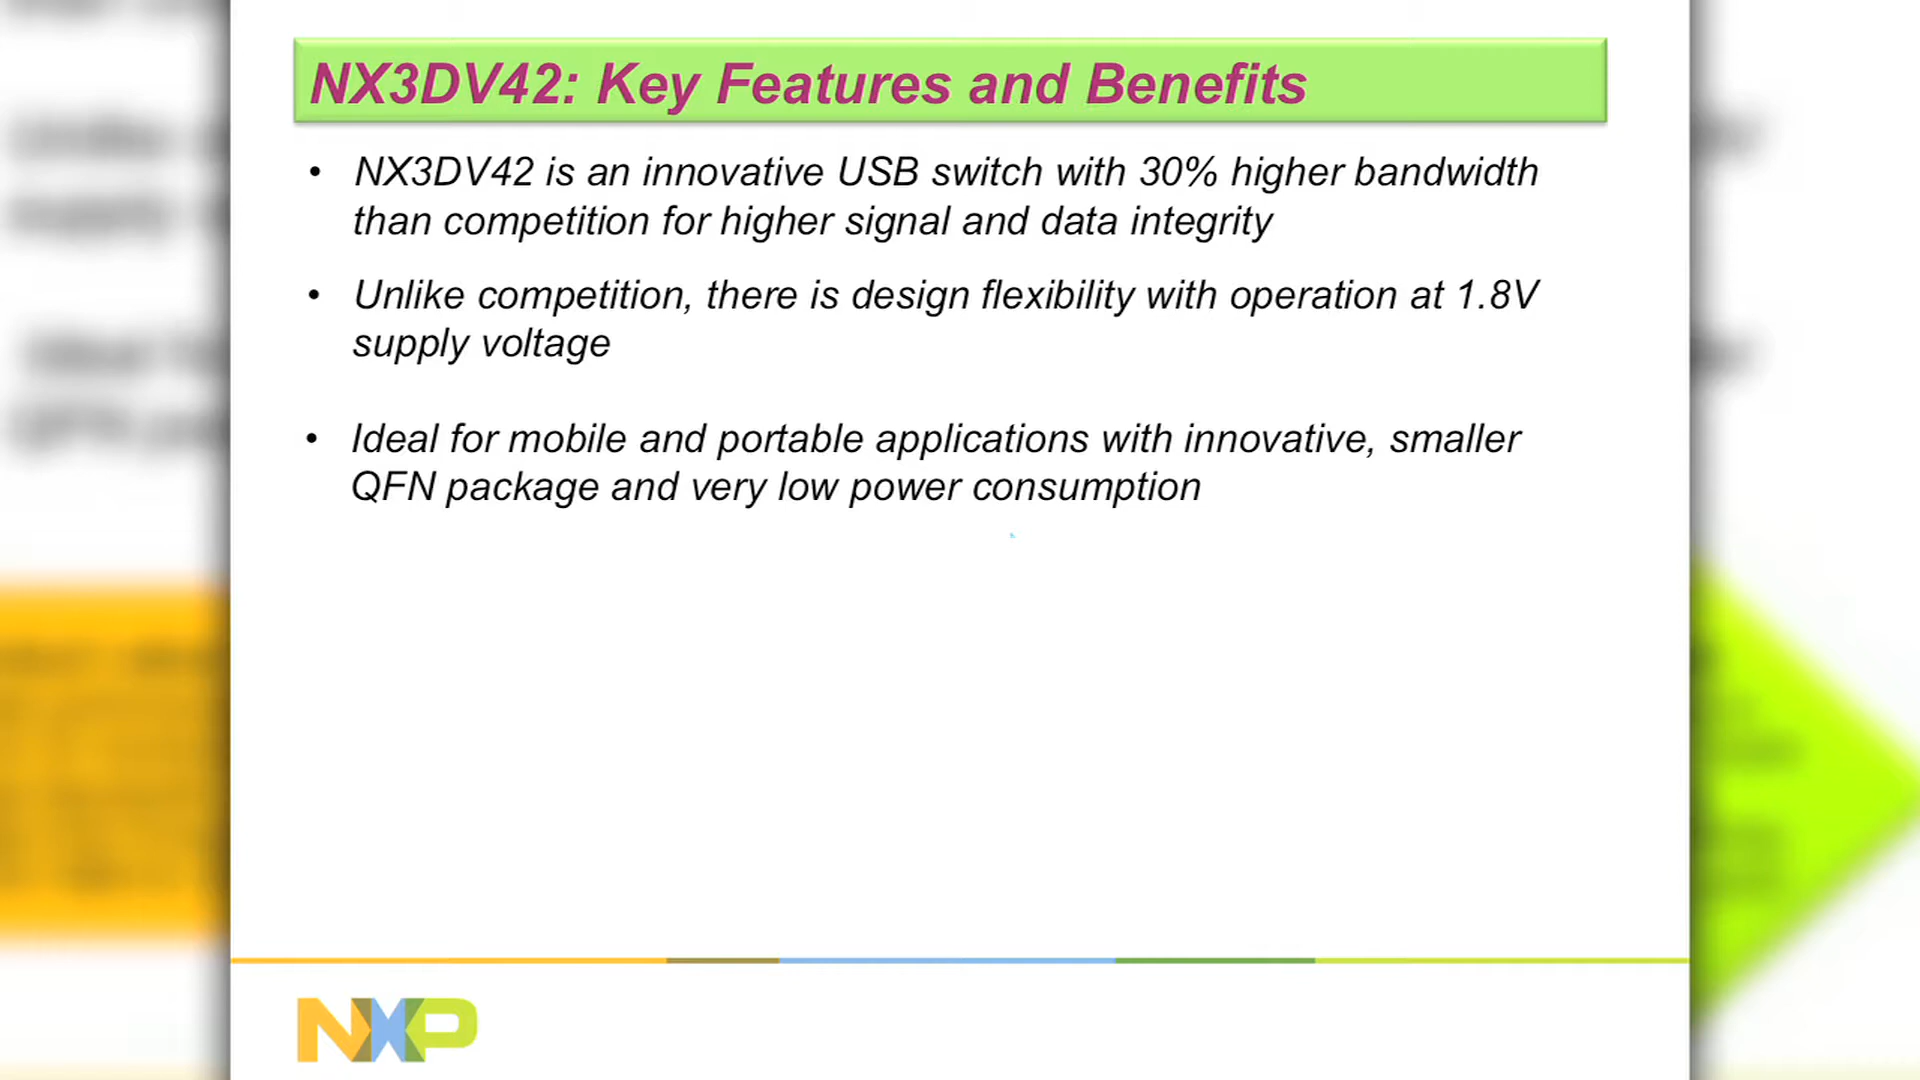 NX3DV42: Key Features and Benefits
• NX3DV42 is an innovative USB switch with 30% higher bandwidth
than competition for higher signal and data integrity
• Unlike competition, there is design flexibility with operation at 1.8V
supply voltage
• Ideal for mobile and portable applications with innovative, smaller
QFN package and very low power consumption
NXP